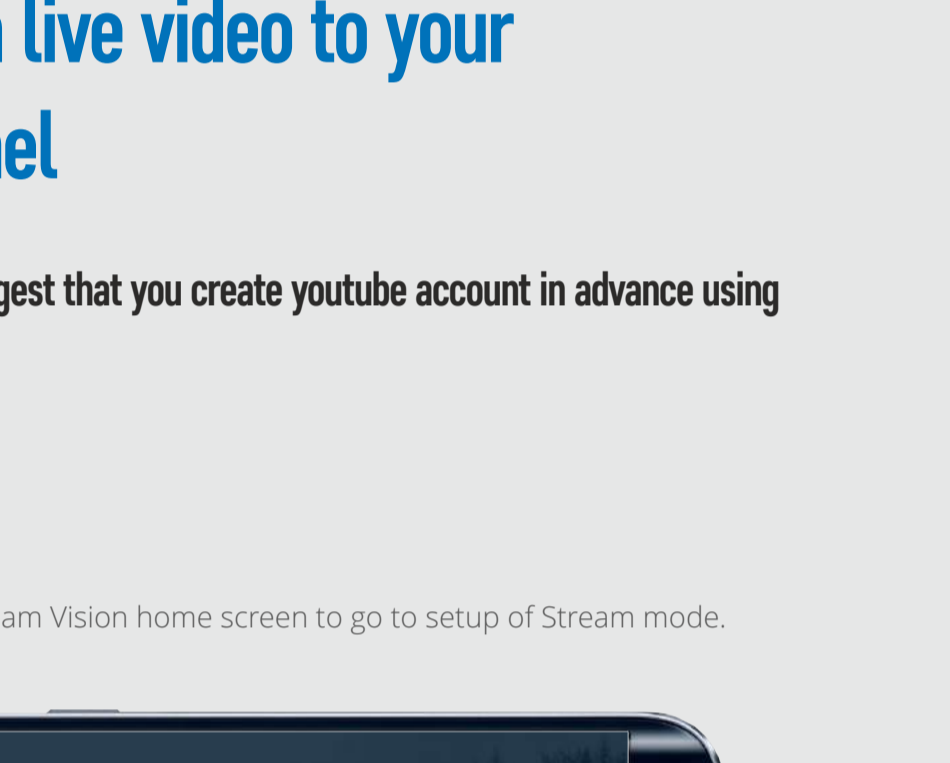 live video to your
el
gest that you create youtube account in advance using
am Vision home screen to go to setup of Stream mode.